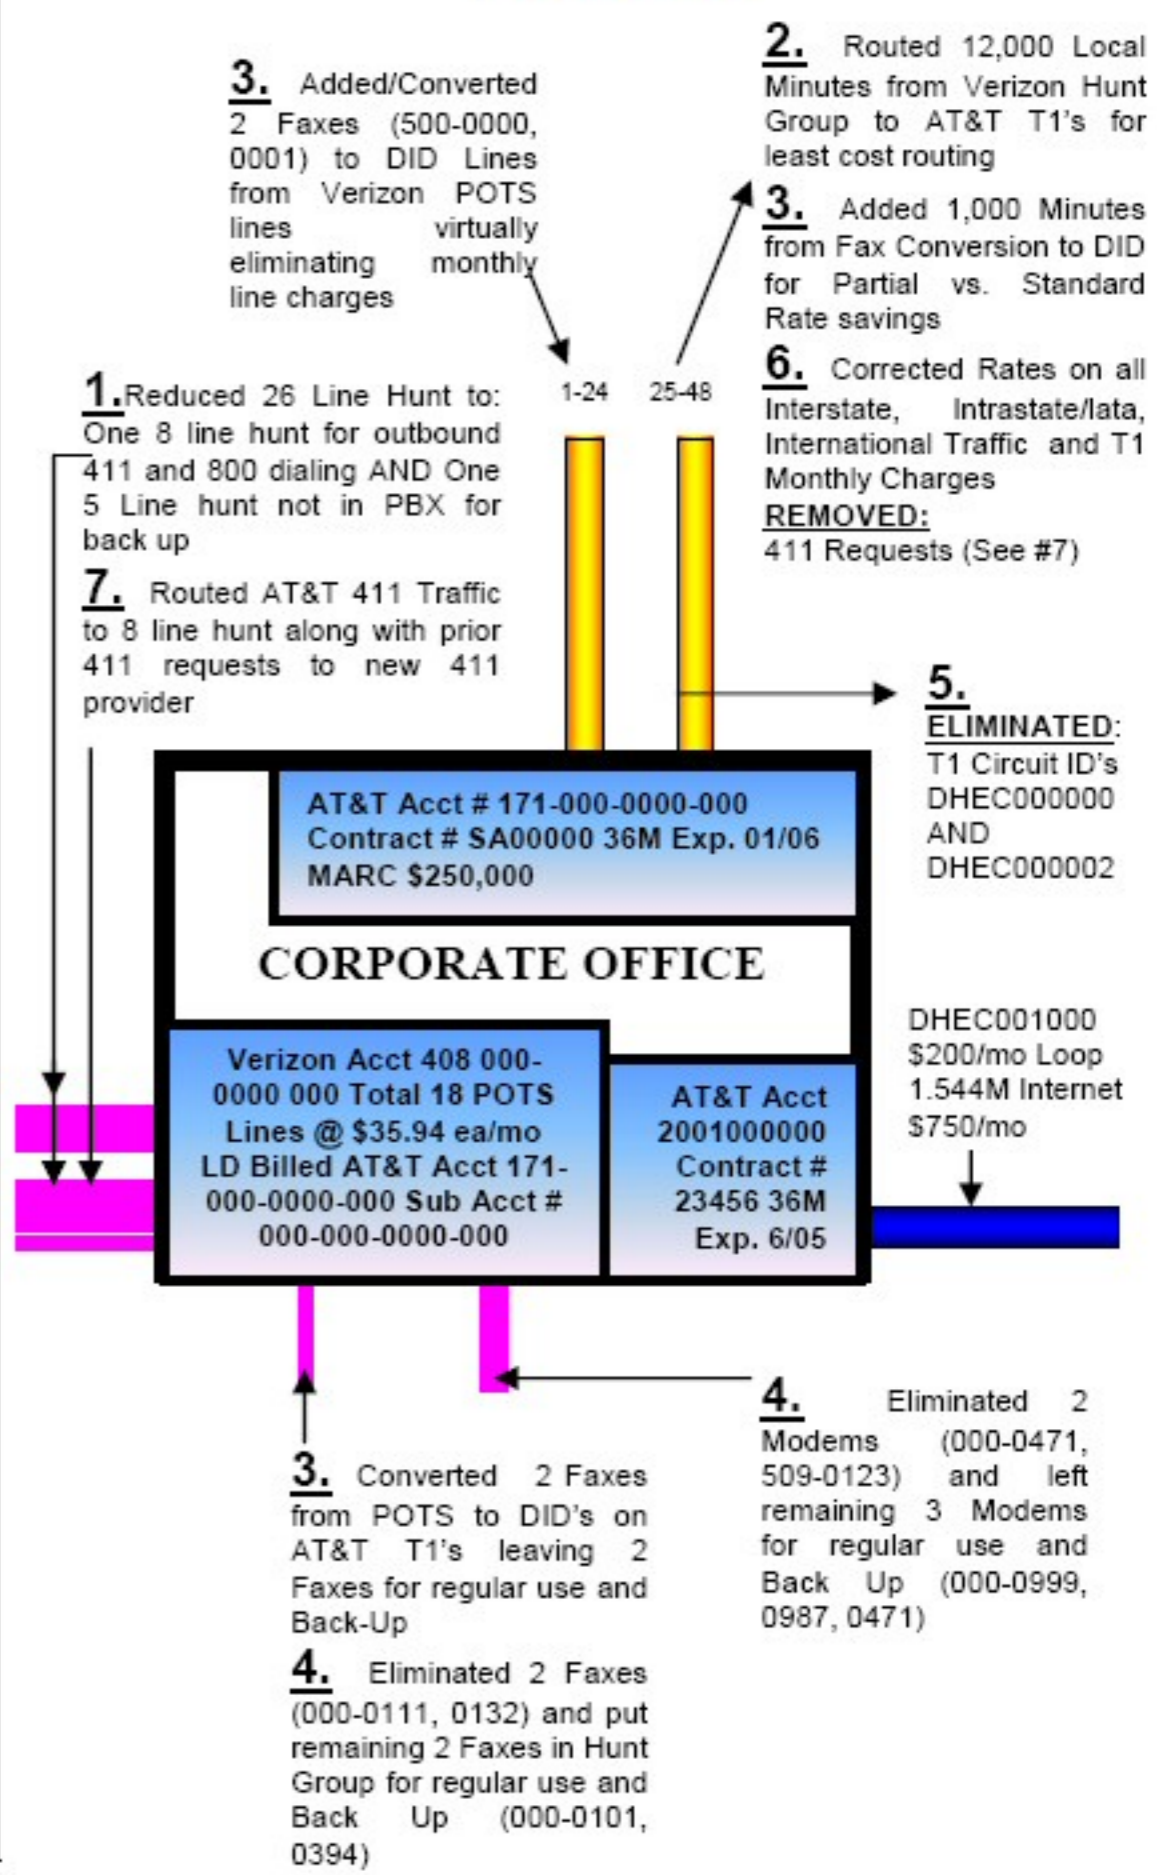 3. Added/Converted
2 Faxes (500-0000,
0001) to DID Lines
from Verizon POTS
lines virtually
eliminating monthly
line charges
2. Routed 12,000 Local
Minutes from Verizon Hunt
Group to AT&T T1's for
least cost routing
3. Added 1,000 Minutes
from Fax Conversion to DID
for Partial vs. Standard
Rate savings
6. Corrected Rates on all
Interstate, Intrastate/lata,
International Traffic and T1
Monthly Charges
REMOVED:
411 Requests (See #7)
1-24 25-48
1.Reduced 26 Line Hunt to:
One 8 line hunt for outbound
411 and 800 dialing AND One
5 Line hunt not in PBX for
back up
7. Routed AT&T 411 Traffic
to 8 line hunt along with prior
411 requests to new 411
provider
5.
ELIMINATED:
T1 Circuit ID's
DHEC000000
AND
DHEC000002
AT&T Acct # 171-000-0000-000
Contract # SA00000 36M Exp. 01/06
MARC $250,000
CORPORATE OFFICE
Verizon Acct 408 000-
0000 000 Total 18 POTS
Lines @ $35.94 ea/mo
LD Billed AT&T Acct 171-
000-0000-000 Sub Acct #
000-000-0000-000
AT&T Acct
2001000000
Contract #
23456 36M
Exp. 6/05
DHEC001000
$200/mo Loop
1.544M Internet
$750/mo
3. Converted 2 Faxes
from POTS to DID's on
AT&T T1's leaving 2
Faxes for regular use and
Back-Up
4. Eliminated 2 Faxes
(000-0111, 0132) and put
remaining 2 Faxes in Hunt
Group for regular use and
Back Up (000-0101,
0394)
4. Eliminated 2
Modems (000-0471,
509-0123) and left
remaining 3 Modems
for regular use and
Back Up (000-0999,
0987, 0471)